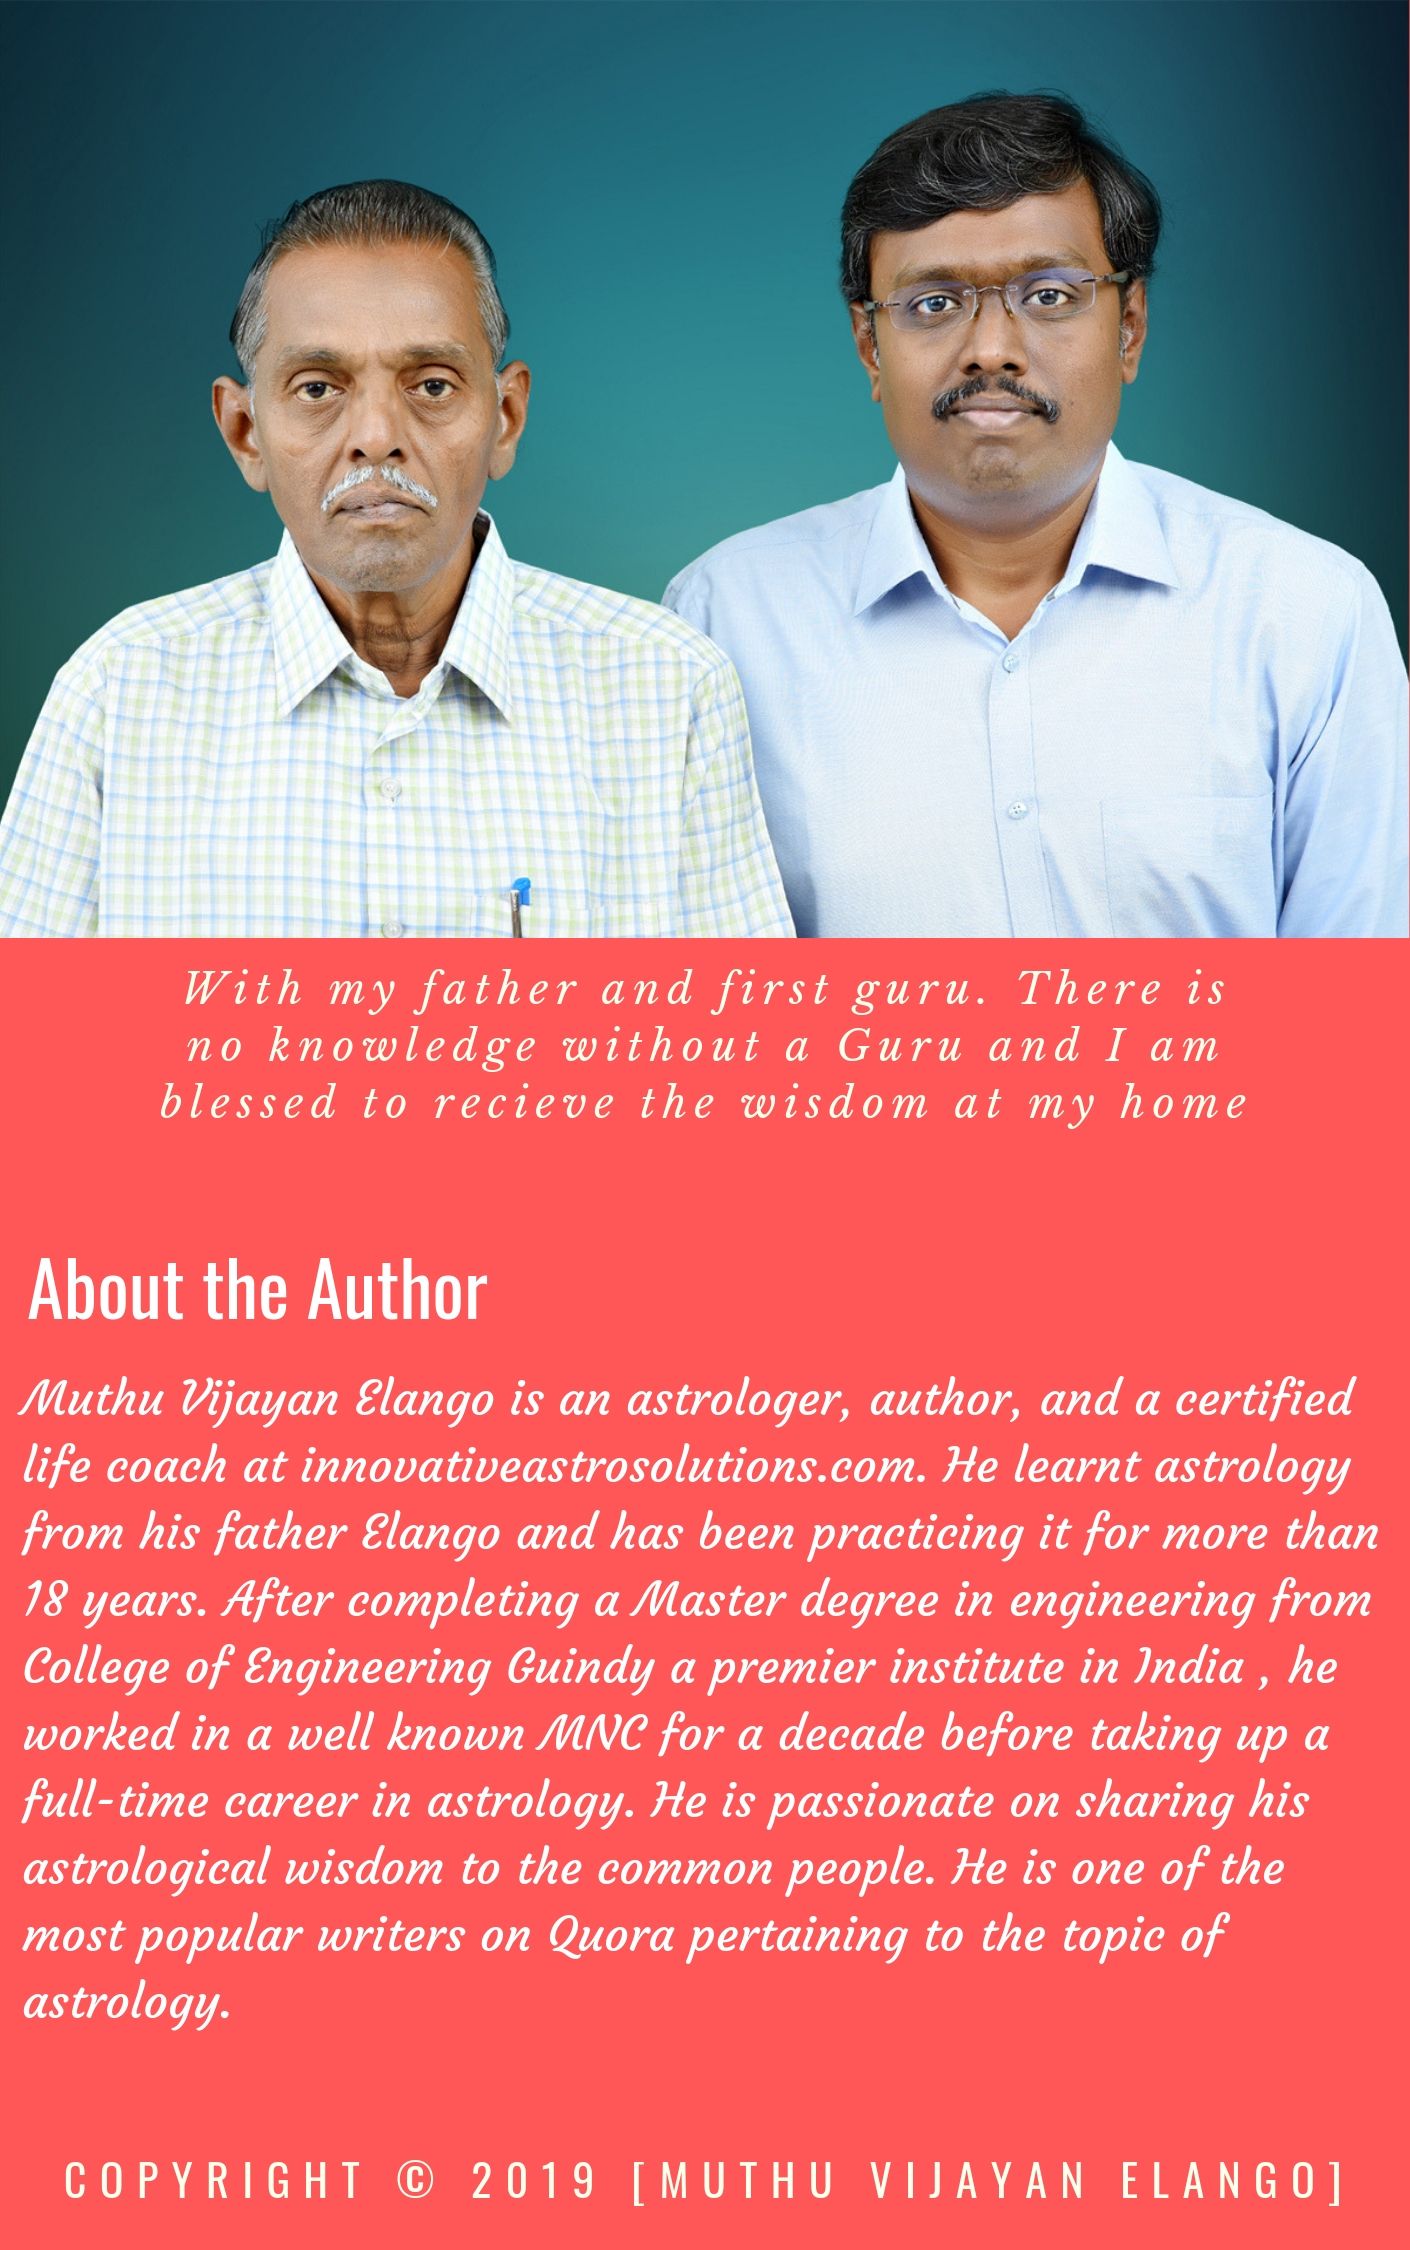 With my father and first guru. There is
no knowledge without a Guru and I am
blessed to recieve the wisdom at my home
About the Author
Muthu Vijayan Elango is an astrologer, author, and a certified
life coach at innovativeastrosolutions.com. He learnt astrology
from his father Elango and has been practicing it for more than
18 years. After completing a Master degree in engineering from
College of Engineering Guindy a premier institute in India , he
worked in a well known MNC for a decade before taking up a
full-time career in astrology. He is passionate on sharing his
astrological wisdom to the common people. He is one of the
most popular writers on Quora pertaining to the topic of
astrology.
COPYRIGHT © 2019 [MUTHU VIJAYAN ELANGO]